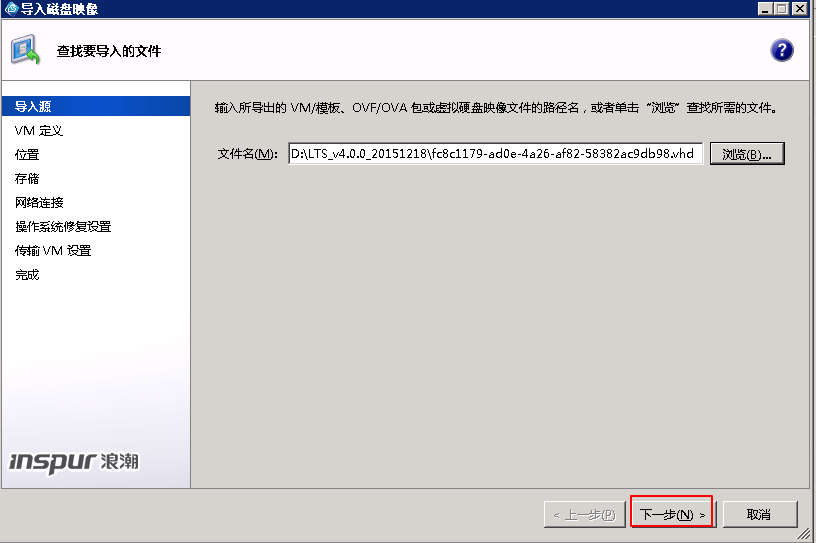 导入磁盘映像
查找要导入的文件
?
导入源
VM 定义
位置
存储
网络连接
操作系统修复设置
传输 VM 设置
完成
输入所导出的 VM/模板、OVF/OVA 包或虚拟硬盘映像文件的路径名，或者单击“浏览”查找所需的文件。
文件名(M)： D:\LTS_v4.0.0_20151218\fc8c1179-ad0e-4a26-af82-58382ac9db98.vhd 浏览(B)...
inspur 浪潮
< 上一步(P) 下一步(N) > 取消